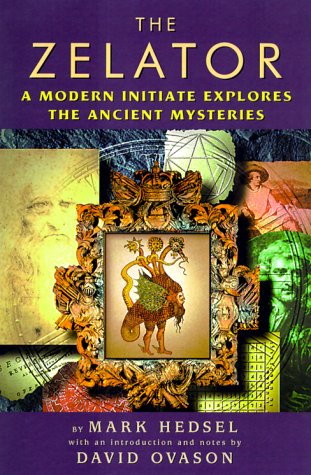 THE
ZELATOR
A MODERN INITIATE EXPLORES
THE ANCIENT MYSTERIES
BY MARK HEDSEL
with an introduction and notes by
DAVID OVASON